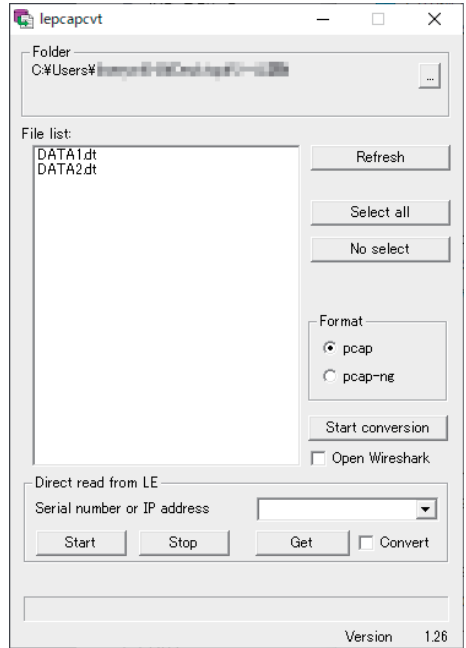 lepcapcvt
Folder
C:¥Users¥
...
File list:
DATA1.dt
DATA2.dt
Refresh
Select all
No select
Format
pcap
pcap-ng
Start conversion
Open Wireshark
Direct read from LE
Serial number or IP address
Start Stop Get Convert
Version 1.26